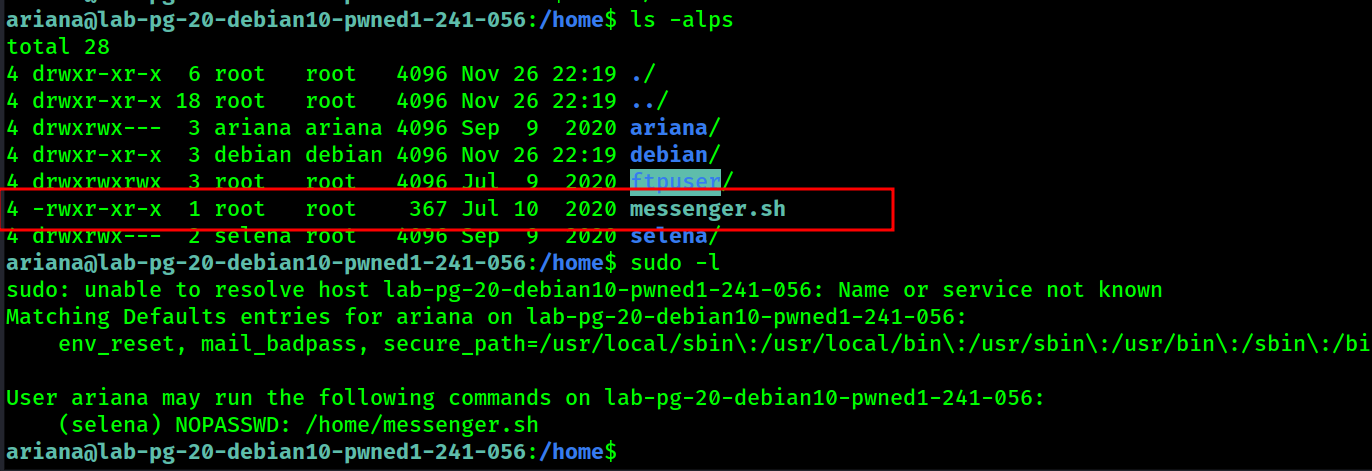 ariana@lab-pg-20-debian10-pwned1-241-056:/home$ ls -alps
total 28
4 drwxr-xr-x  6 root   root   4096 Nov 26 22:19 ./
4 drwxr-xr-x 18 root   root   4096 Nov 26 22:19 ../
4 drwxrwx---  3 ariana ariana 4096 Sep  9  2020 ariana/
4 drwxr-xr-x  3 debian debian 4096 Nov 26 22:19 debian/
4 drwxrwxrwx  3 root   root   4096 Jul  9  2020 ftpuser/
4 -rwxr-xr-x  1 root   root    367 Jul 10  2020 messenger.sh
4 drwxrwx---  2 selena root   4096 Sep  9  2020 selena/
ariana@lab-pg-20-debian10-pwned1-241-056:/home$ sudo -l
sudo: unable to resolve host lab-pg-20-debian10-pwned1-241-056: Name or service not known
Matching Defaults entries for ariana on lab-pg-20-debian10-pwned1-241-056:
    env_reset, mail_badpass, secure_path=/usr/local/sbin\:/usr/local/bin\:/usr/sbin\:/usr/bin\:/sbin\:/bi

User ariana may run the following commands on lab-pg-20-debian10-pwned1-241-056:
    (selena) NOPASSWD: /home/messenger.sh
ariana@lab-pg-20-debian10-pwned1-241-056:/home$